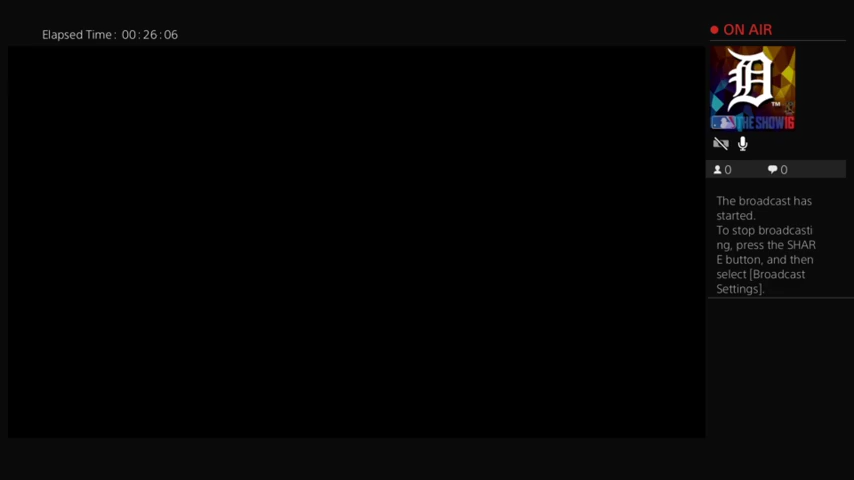 Elapsed Time: 00:26:06
ON AIR
D
TM
THE SHOW16
0
0
The broadcast has
started.
To stop broadcasti
ng, press the SHAR
E button, and then
select [Broadcast
Settings].